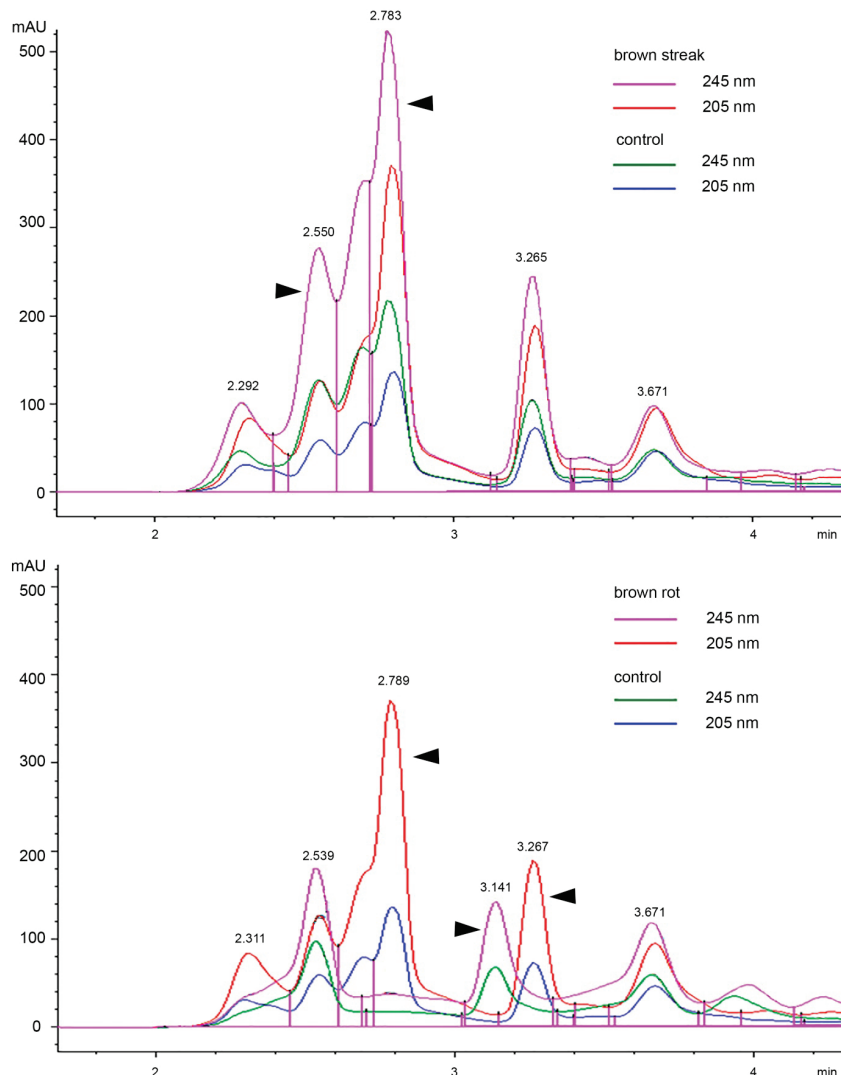 mAU
500
400
300
200
100
0
2.292
2.550
2.783
3.265
3.671
brown streak
245 nm
205 nm
control
245 nm
205 nm
2
3
4
min
mAU
500
400
300
200
100
0
2.311
2.539
2.789
3.141
3.267
3.671
brown rot
245 nm
205 nm
control
245 nm
205 nm
2
3
4
min